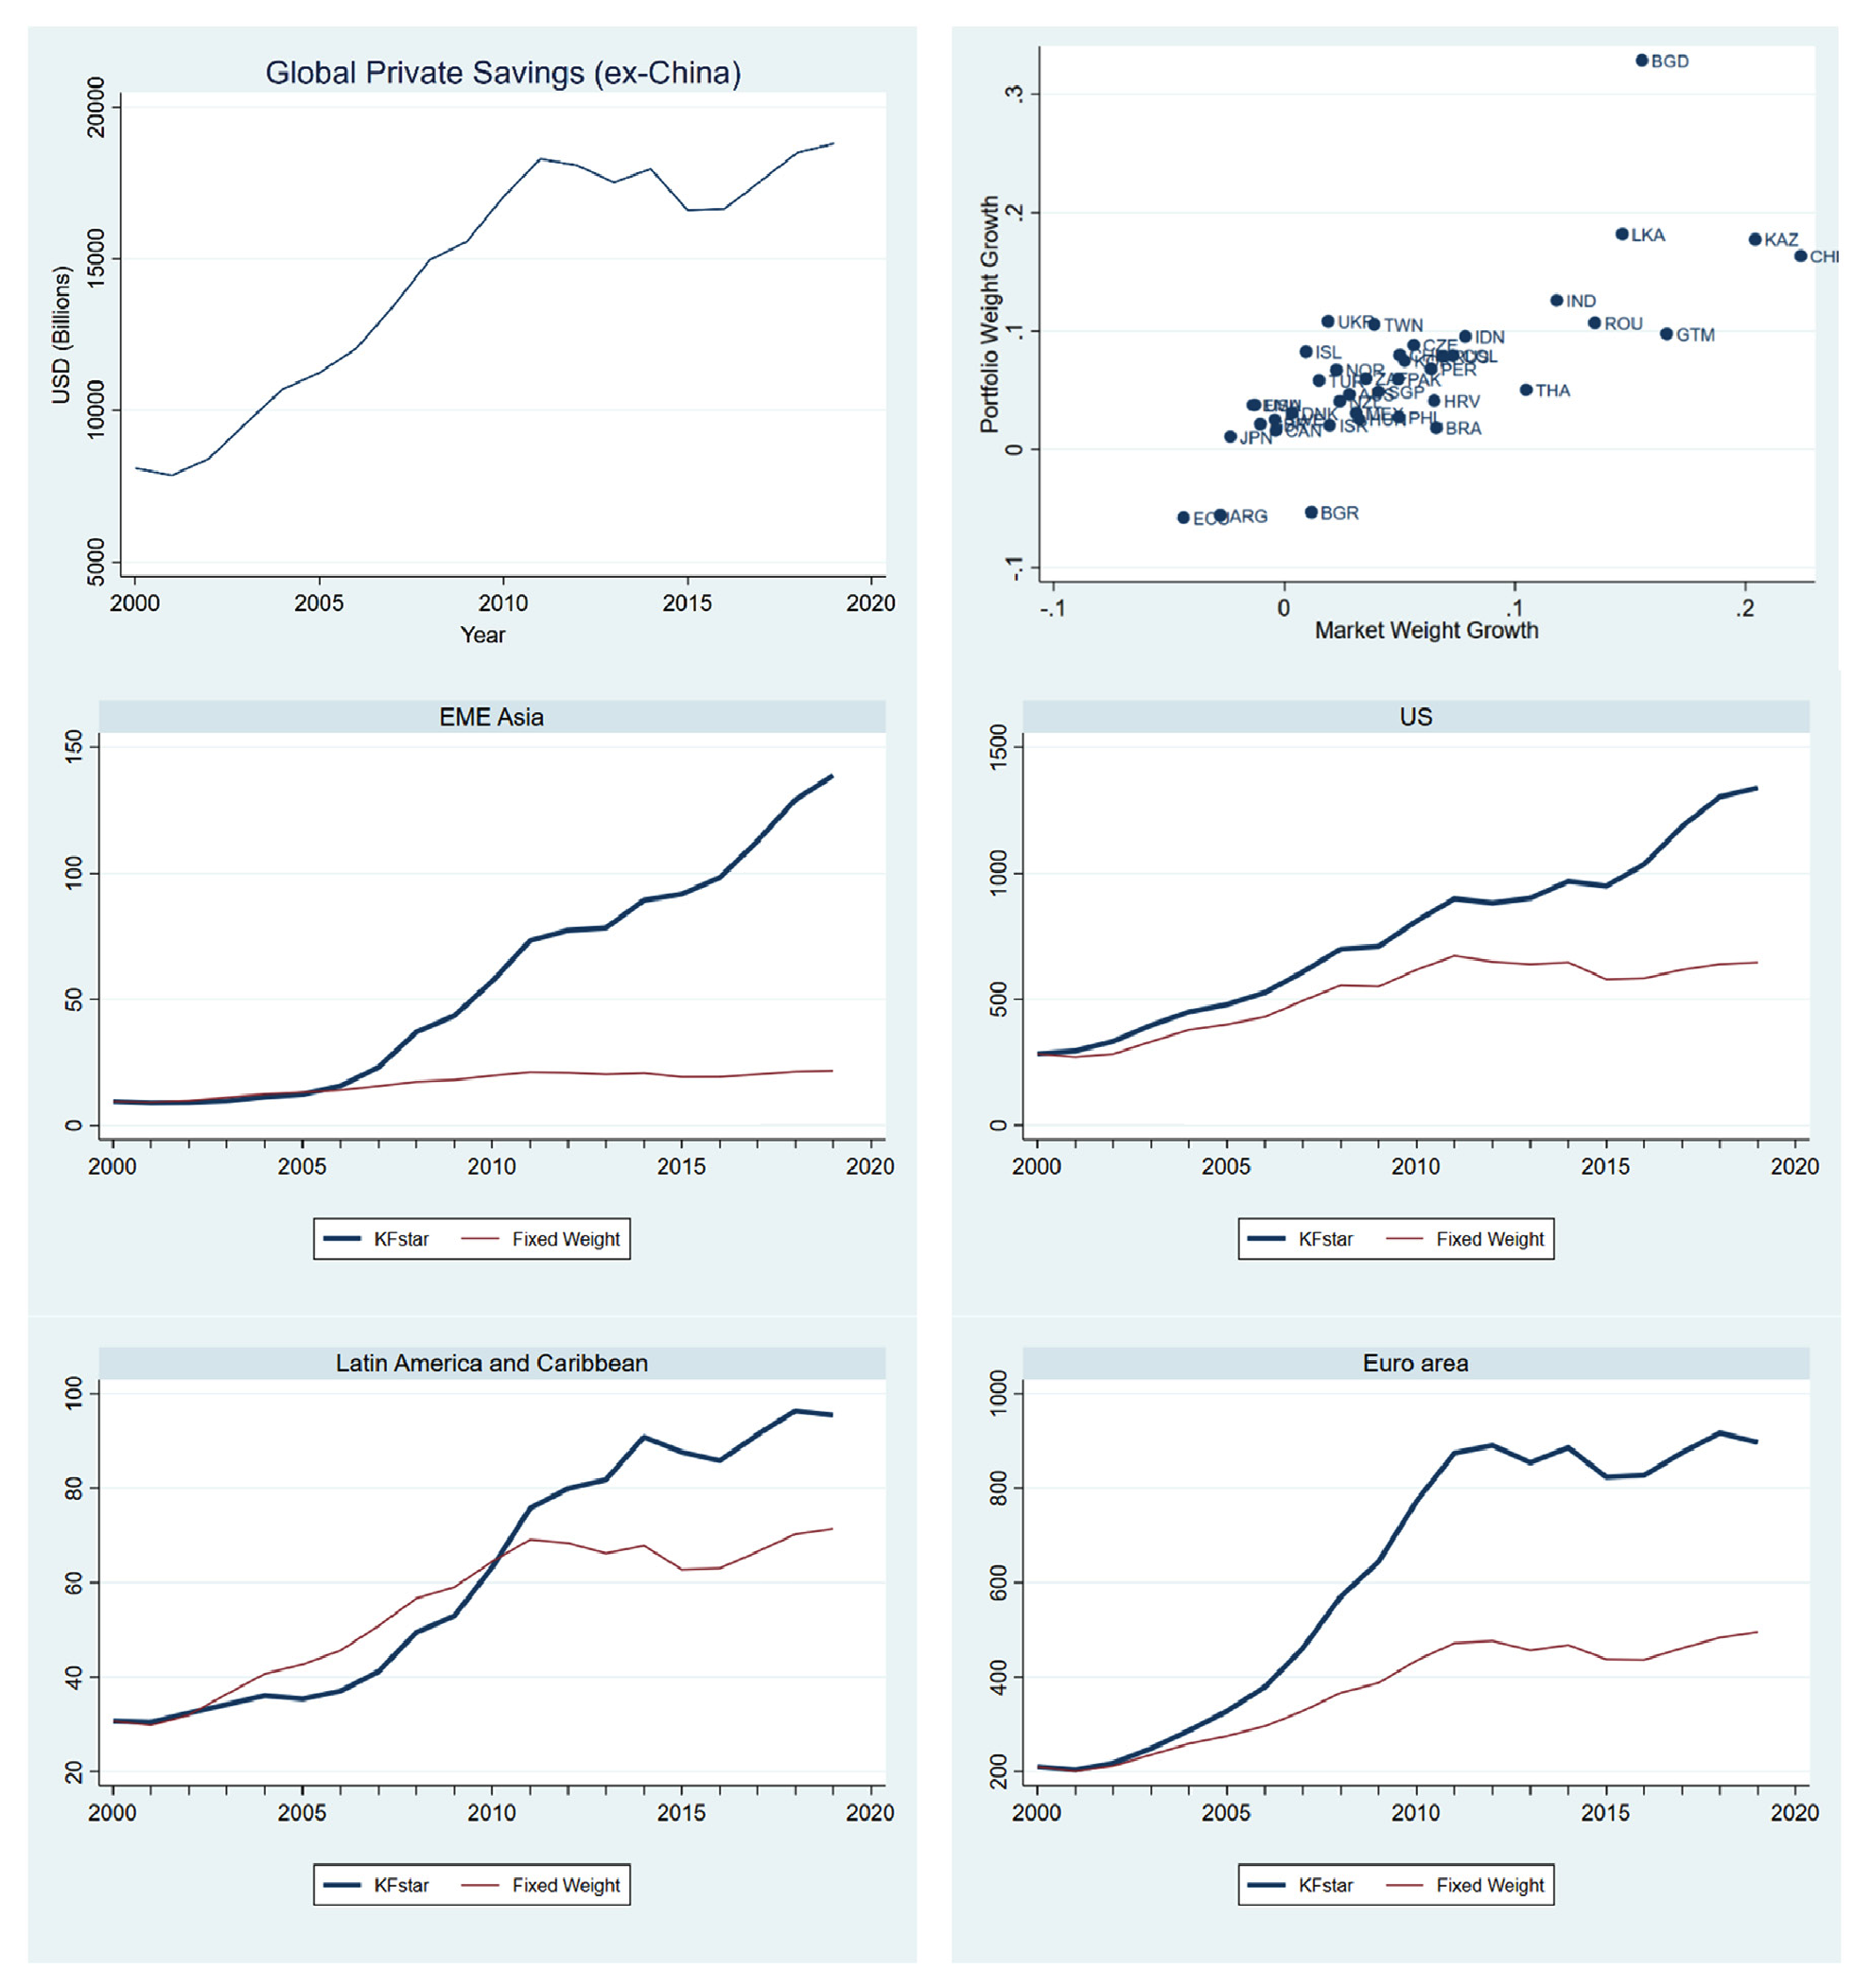 Global Private Savings (ex-China)
USD (Billions)
20000
15000
10000
5000
2000 2005 2010 2015 2020
Year
Portfolio Weight Growth
.3
.2
.1
0
-.1
BGD
LKA
KAZ
IND
ROU
GTM
UKR
TWN
IDN
ISL
CZE
NOR
PER
TUR
ZAF
PAK
SGP
THA
HRV
NZL
DNK
MEX
HUN
PHL
BRA
ISR
CAN
JPN
ARG
BGR
-.1 0 .1 .2
Market Weight Growth
EME Asia
150
100
50
0
2000 2005 2010 2015 2020
KFstar Fixed Weight
US
1500
1000
500
0
2000 2005 2010 2015 2020
KFstar Fixed Weight
Latin America and Caribbean
100
80
60
40
20
2000 2005 2010 2015 2020
KFstar Fixed Weight
Euro area
1000
800
600
400
200
2000 2005 2010 2015 2020
KFstar Fixed Weight